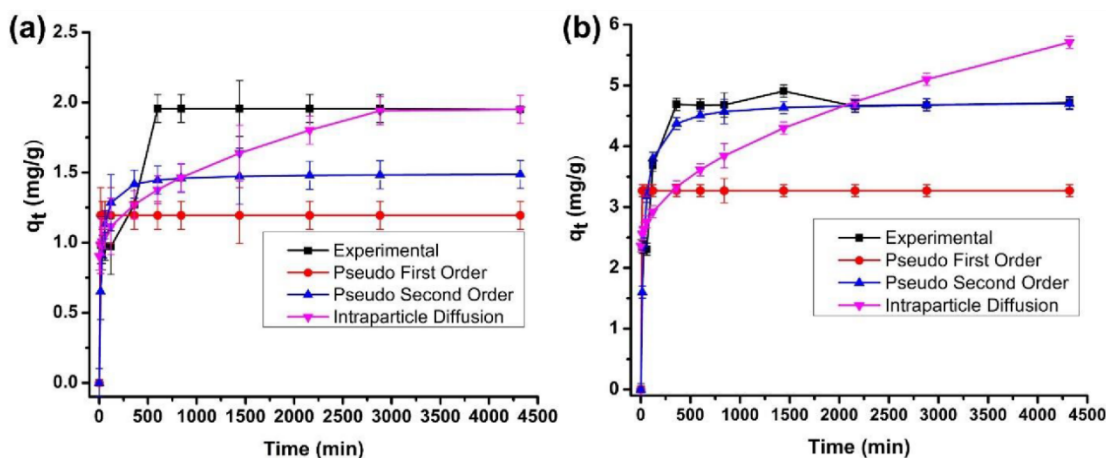 (a)
2.5
2.0
1.5
1.0
0.5
0.0
qt (mg/g)
0 500 1000 1500 2000 2500 3000 3500 4000 4500
Time (min)
Experimental
Pseudo First Order
Pseudo Second Order
Intraparticle Diffusion
(b)
6
5
4
3
2
1
0
qt (mg/g)
0 500 1000 1500 2000 2500 3000 3500 4000 4500
Time (min)
Experimental
Pseudo First Order
Pseudo Second Order
Intraparticle Diffusion